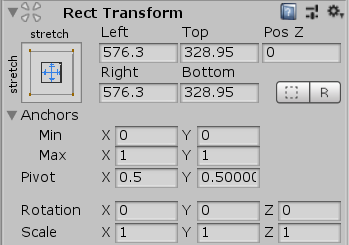 Rect Transform
stretch
Left Top Pos Z
stretch
576.3 328.95 0
Right Bottom
576.3 328.95 R
Anchors
Min X 0 Y 0
Max X 1 Y 1
Pivot X 0.5 Y 0.5000
Rotation X 0 Y 0 Z 0
Scale X 1 Y 1 Z 1